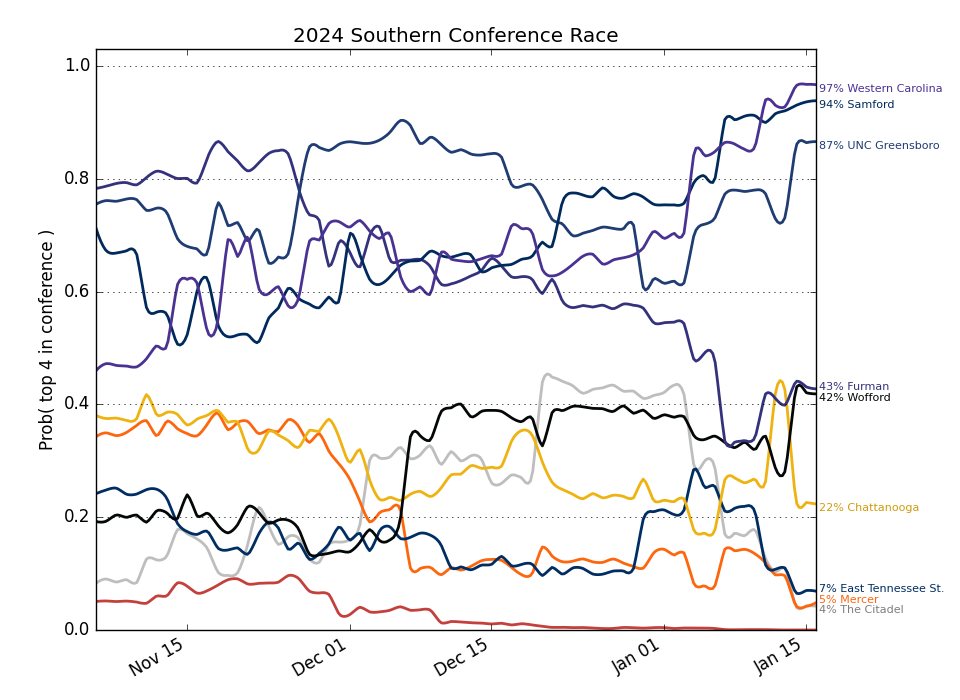 2024 Southern Conference Race
Prob( top 4 in conference )
1.0
0.8
0.6
0.4
0.2
0.0
Nov 15
Dec 01
Dec 15
Jan 01
Jan 15
97% Western Carolina
94% Samford
87% UNC Greensboro
43% Furman
42% Wofford
22% Chattanooga
7% East Tennessee St.
5% Mercer
4% The Citadel